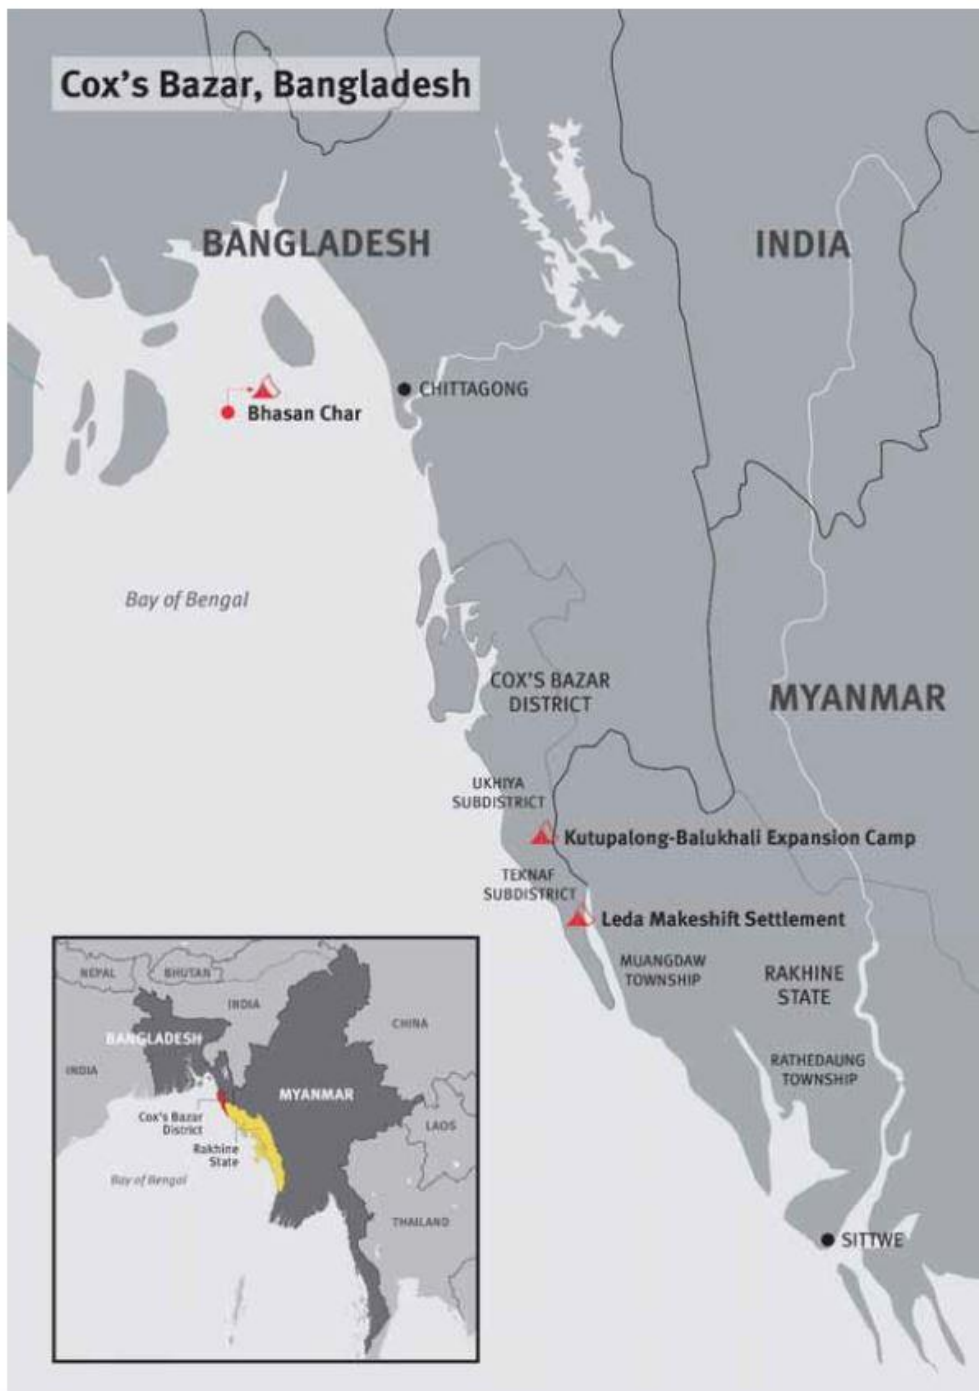 Cox's Bazar, Bangladesh
BANGLADESH
INDIA
CHITTAGONG
Bhasan Char
Bay of Bengal
COX'S BAZAR
DISTRICT
MYANMAR
UKHIYA
SUBDISTRICT
Kutupalong-Balukhali Expansion Camp
TEKNAF
SUBDISTRICT
Leda Makeshift Settlement
MUANGDAW
TOWNSHIP
RAKHINE
STATE
RATHEDAUNG
TOWNSHIP
SITTWE
NEPAL
BHUTAN
INDIA
CHINA
BANGLADESH
INDIA
MYANMAR
Cox's Bazar
District
LAOS
Rakhine
State
Bay of Bengal
THAILAND